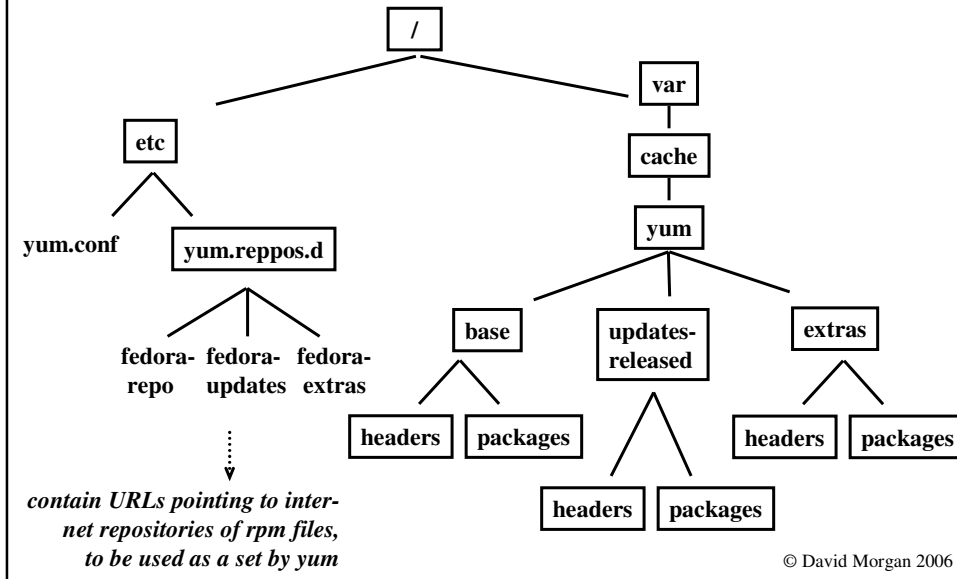 /
var
etc
cache
yum.conf
yum.reppos.d
yum
base
updates-
released
extras
fedora-
repo
fedora-
updates
fedora-
extras
headers
packages
headers
packages
headers
packages
contain URLs pointing to inter-
net repositories of rpm files,
to be used as a set by yum
© David Morgan 2006